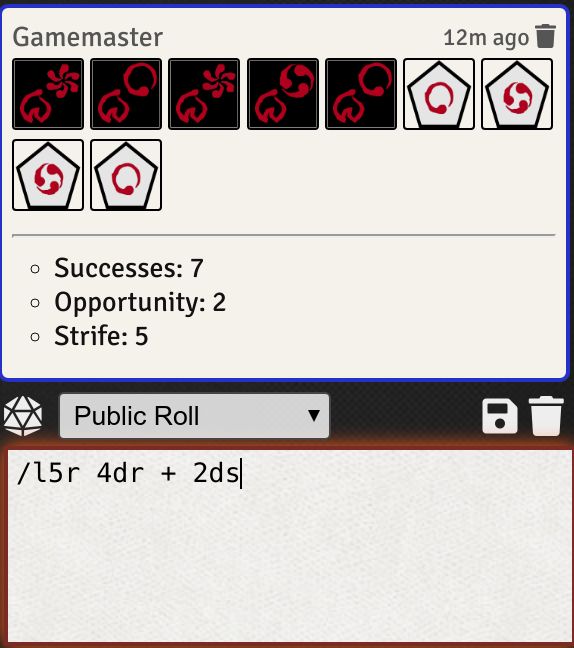 Gamemaster 12m ago
Successes: 7
Opportunity: 2
Strife: 5
Public Roll
/l5r 4dr + 2ds